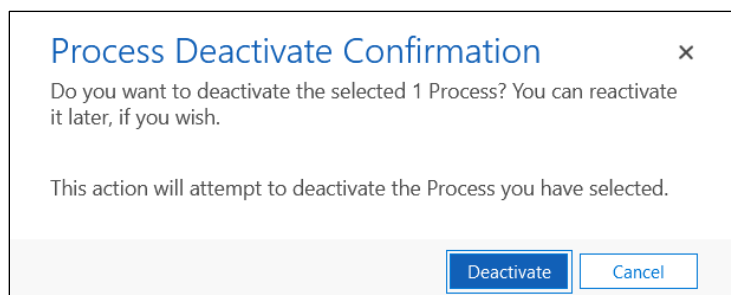 Process Deactivate Confirmation
Do you want to deactivate the selected 1 Process? You can reactivate
it later, if you wish.
This action will attempt to deactivate the Process you have selected.
Deactivate Cancel